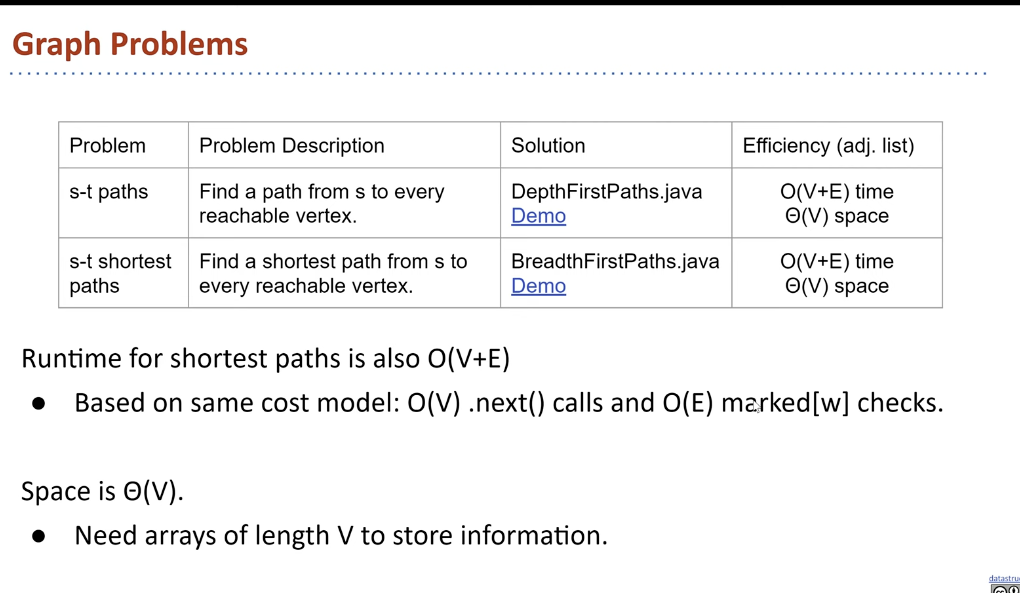 Graph Problems
Problem
Problem Description
Solution
Efficiency (adj. list)
s-t paths
Find a path from s to every
reachable vertex.
DepthFirstPaths.java
Demo
O(V+E) time
Θ(V) space
s-t shortest
paths
Find a shortest path from s to
every reachable vertex.
BreadthFirstPaths.java
Demo
O(V+E) time
Θ(V) space
Runtime for shortest paths is also O(V+E)
● Based on same cost model: O(V) .next() calls and O(E) marked[w] checks.
Space is Θ(V).
● Need arrays of length V to store information.
datastru